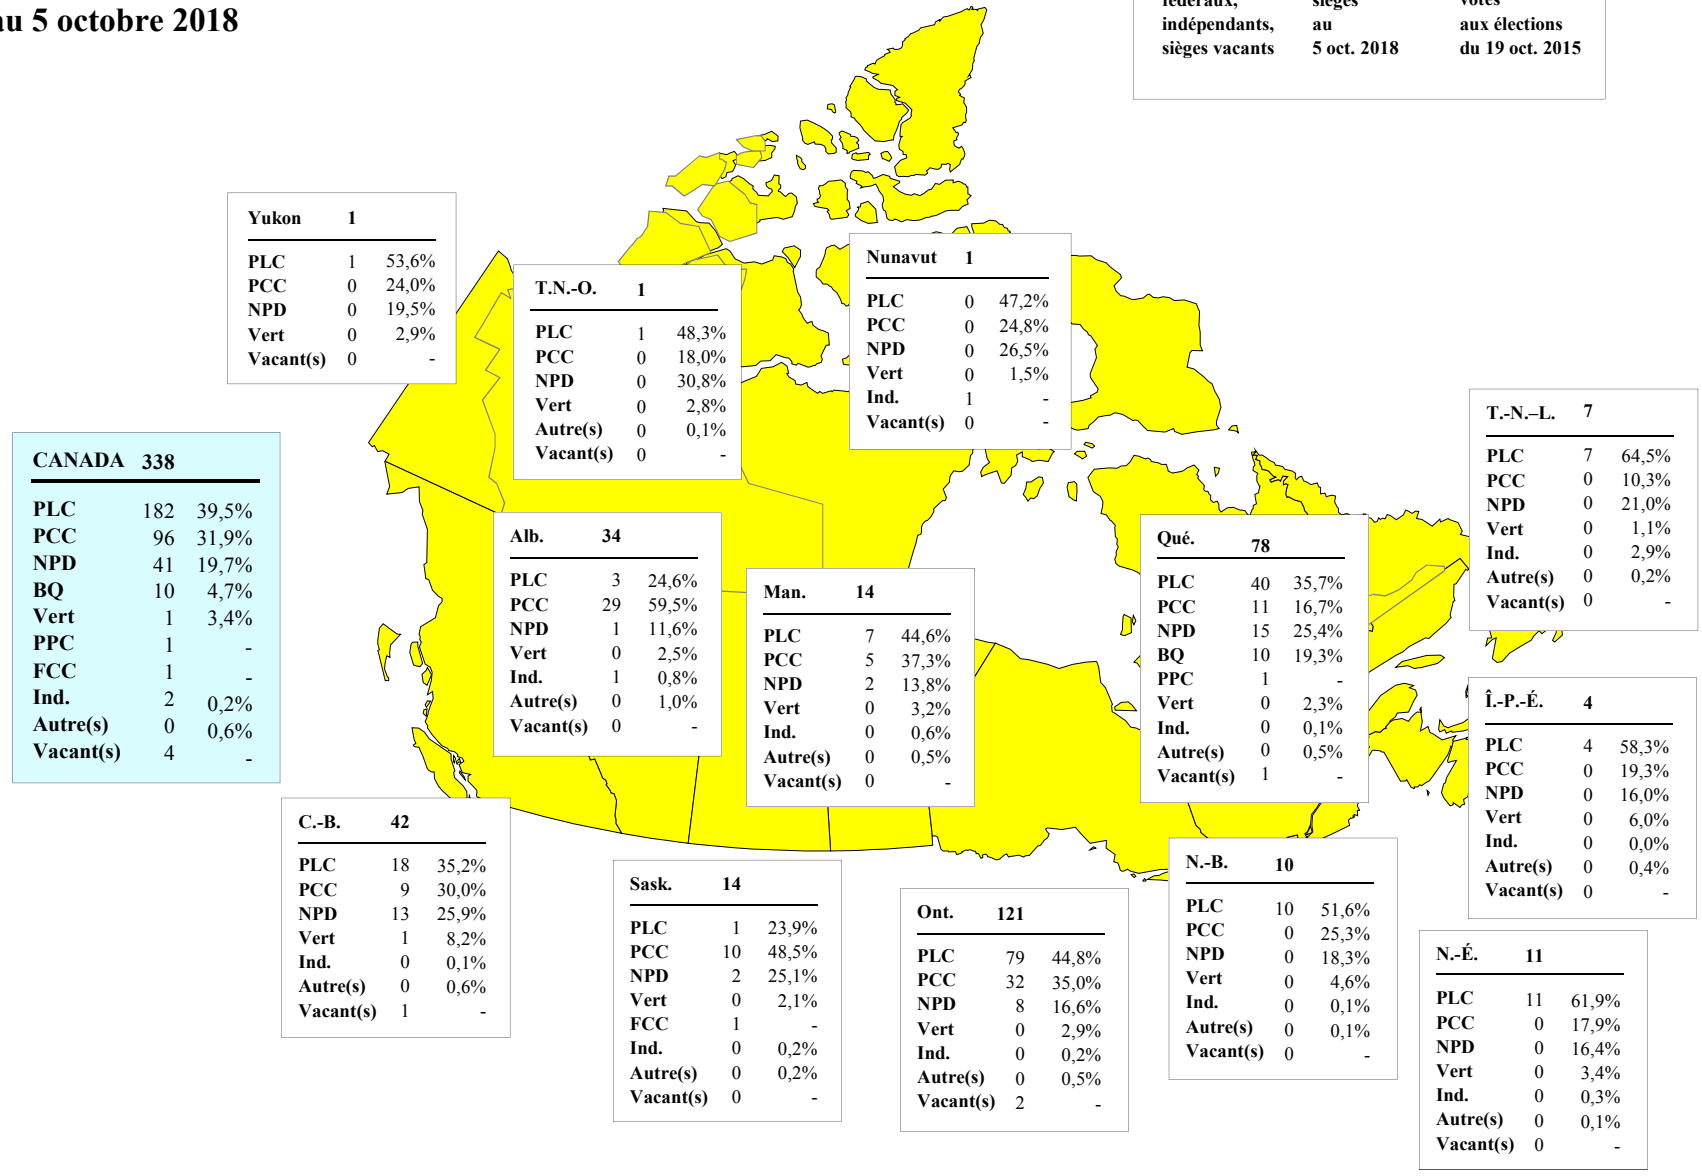 au 5 octobre 2018
fédéraux, sièges votes
indépendants, au aux élections
sièges vacants 5 oct. 2018 du 19 oct. 2015
Yukon 1
PLC 1 53,6%
PCC 0 24,0%
NPD 0 19,5%
Vert 0 2,9%
Vacant(s) 0 -
T.N.-O. 1
PLC 1 48,3%
PCC 0 18,0%
NPD 0 30,8%
Vert 0 2,8%
Autre(s) 0 0,1%
Vacant(s) 0 -
Nunavut 1
PLC 0 47,2%
PCC 0 24,8%
NPD 0 26,5%
Vert 0 1,5%
Ind. 1 -
Vacant(s) 0 -
T.-N.–L. 7
PLC 7 64,5%
PCC 0 10,3%
NPD 0 21,0%
Vert 0 1,1%
Ind. 0 2,9%
Autre(s) 0 0,2%
Vacant(s) 0 -
CANADA 338
PLC 182 39,5%
PCC 96 31,9%
NPD 41 19,7%
BQ 10 4,7%
Vert 1 3,4%
PPC 1 -
FCC 1 -
Ind. 2 0,2%
Autre(s) 0 0,6%
Vacant(s) 4 -
Alb. 34
PLC 3 24,6%
PCC 29 59,5%
NPD 1 11,6%
Vert 0 2,5%
Ind. 1 0,8%
Autre(s) 0 1,0%
Vacant(s) 0 -
Man. 14
PLC 7 44,6%
PCC 5 37,3%
NPD 2 13,8%
Vert 0 3,2%
Ind. 0 0,6%
Autre(s) 0 0,5%
Vacant(s) 0 -
Qué. 78
PLC 40 35,7%
PCC 11 16,7%
NPD 15 25,4%
BQ 10 19,3%
PPC 1 -
Vert 0 2,3%
Ind. 0 0,1%
Autre(s) 0 0,5%
Vacant(s) 1 -
Î.-P.-É. 4
PLC 4 58,3%
PCC 0 19,3%
NPD 0 16,0%
Vert 0 6,0%
Ind. 0 0,0%
Autre(s) 0 0,4%
Vacant(s) 0 -
C.-B. 42
PLC 18 35,2%
PCC 9 30,0%
NPD 13 25,9%
Vert 1 8,2%
Ind. 0 0,1%
Autre(s) 0 0,6%
Vacant(s) 1 -
Sask. 14
PLC 1 23,9%
PCC 10 48,5%
NPD 2 25,1%
Vert 0 2,1%
FCC 1 -
Ind. 0 0,2%
Autre(s) 0 0,2%
Vacant(s) 0 -
Ont. 121
PLC 79 44,8%
PCC 32 35,0%
NPD 8 16,6%
Vert 0 2,9%
Ind. 0 0,2%
Autre(s) 0 0,5%
Vacant(s) 2 -
N.-B. 10
PLC 10 51,6%
PCC 0 25,3%
NPD 0 18,3%
Vert 0 4,6%
Ind. 0 0,1%
Autre(s) 0 0,1%
Vacant(s) 0 -
N.-É. 11
PLC 11 61,9%
PCC 0 17,9%
NPD 0 16,4%
Vert 0 3,4%
Ind. 0 0,3%
Autre(s) 0 0,1%
Vacant(s) 0 -